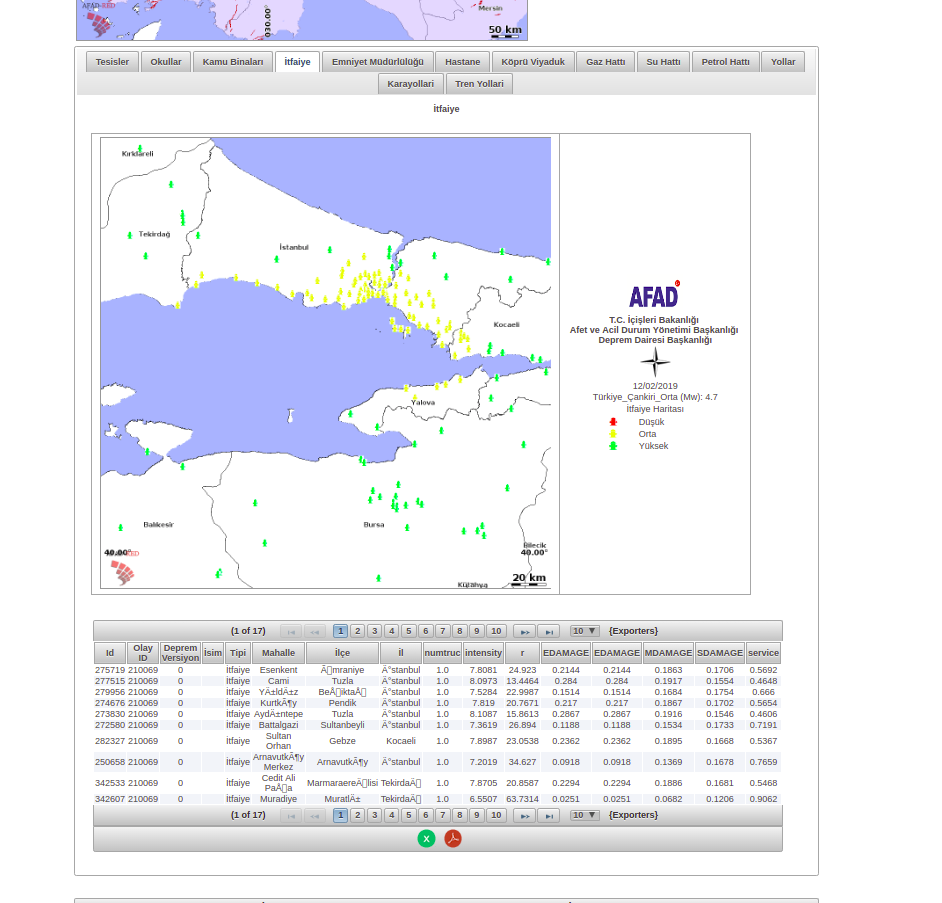 AFAD-RED
Mersin
030.00°
50 km
Tesisler Okullar Kamu Binaları İtfaiye Emniyet Müdürlülüğü Hastane Köprü Viyaduk Gaz Hattı Su Hattı Petrol Hattı Yollar
Karayollari Tren Yollari
İtfaiye
Kırklareli
Tekirdağ
İstanbul
Kocaeli
Yalova
Balıkesir
Bursa
Bilecik
40.00°
40.00°
20 km
Kütahya
AFAD
T.C. İçişleri Bakanlığı
Afet ve Acil Durum Yönetimi Başkanlığı
Deprem Dairesi Başkanlığı
12/02/2019
Türkiye_Çankiri_Orta (Mw): 4.7
İtfaiye Haritası
Düşük
Orta
Yüksek
(1 of 17) 1 2 3 4 5 6 7 8 9 10 10 {Exporters}
Id Olay ID Deprem Versiyon İsim Tipi Mahalle İlçe İl numtruc intensity r EDAMAGE EDAMAGE MDAMAGE SDAMAGE service
275719 210069 0 İtfaiye Esenkent Ã▯mraniye Ä°stanbul 1.0 7.8081 24.923 0.2144 0.2144 0.1863 0.1706 0.5692
277515 210069 0 İtfaiye Cami Tuzla Ä°stanbul 1.0 8.0973 13.4464 0.284 0.284 0.1917 0.1554 0.4648
279956 210069 0 İtfaiye YÄ±ldÄ±z BeÅ▯iktaÅ▯ Ä°stanbul 1.0 7.5284 22.9987 0.1514 0.1514 0.1684 0.1754 0.666
274676 210069 0 İtfaiye KurtkÃ¶y Pendik Ä°stanbul 1.0 7.819 20.7671 0.217 0.217 0.1867 0.1702 0.5654
273830 210069 0 İtfaiye AydÄ±ntepe Tuzla Ä°stanbul 1.0 8.1087 15.8613 0.2867 0.2867 0.1916 0.1546 0.4606
272580 210069 0 İtfaiye Battalgazi Sultanbeyli Ä°stanbul 1.0 7.3619 26.894 0.1188 0.1188 0.1534 0.1733 0.7191
282327 210069 0 İtfaiye Sultan Orhan Gebze Kocaeli 1.0 7.8987 23.0538 0.2362 0.2362 0.1895 0.1668 0.5367
250658 210069 0 İtfaiye ArnavutkÃ¶y Merkez ArnavutkÃ¶y Ä°stanbul 1.0 7.2019 34.627 0.0918 0.0918 0.1369 0.1678 0.7659
342533 210069 0 İtfaiye Cedit Ali PaÅ▯a MarmaraereÄ▯lisi TekirdaÄ▯ 1.0 7.8705 20.8587 0.2294 0.2294 0.1886 0.1681 0.5468
342607 210069 0 İtfaiye Muradiye MuratlÄ± TekirdaÄ▯ 1.0 6.5507 63.7314 0.0251 0.0251 0.0682 0.1206 0.9062
(1 of 17) 1 2 3 4 5 6 7 8 9 10 10 {Exporters}
X